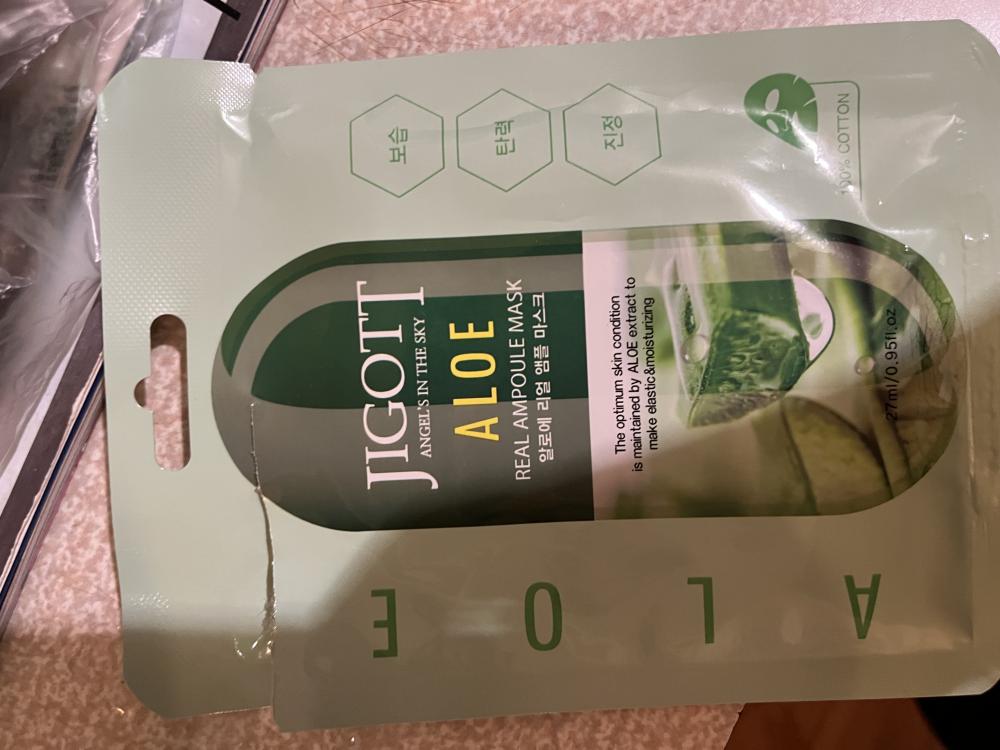 보습
탄력
진정
100% COTTON
JIGOTT
ANGEL'S IN THE SKY
ALOE
REAL AMPOULE MASK
알로에 리얼 앰플 마스크
The optimum skin condition
is maintained by ALOE extract to
make elastic&moisturizing
27ml/0.95fl.oz
ALOE